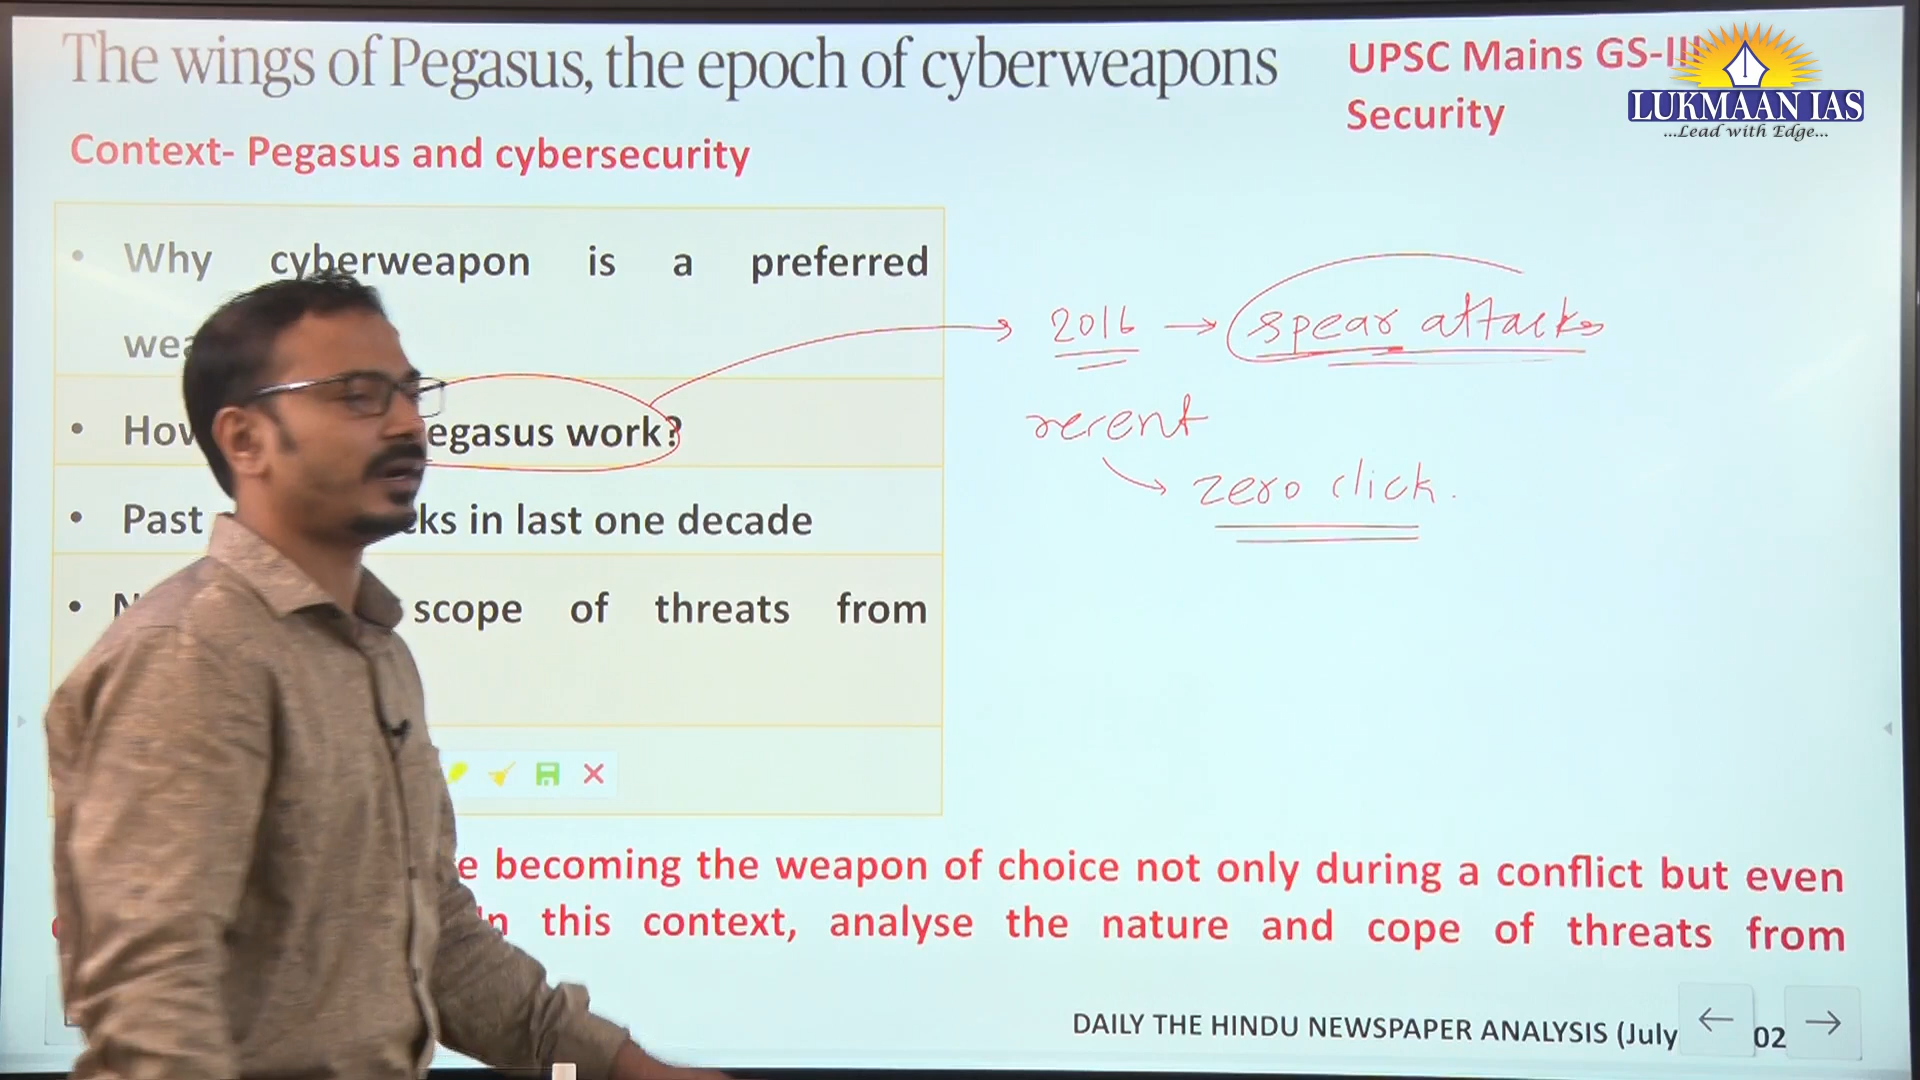 The wings of Pegasus, the epoch of cyberweapons
UPSC Mains GS-III
Security
LUKMAAN IAS
...Lead with Edge...
Context- Pegasus and cybersecurity
• Why cyberweapon is a preferred
• egasus work?
• Past ks in last one decade
• scope of threats from
2016 → spear attacks
recent
zero click.
e becoming the weapon of choice not only during a conflict but even
this context, analyse the nature and cope of threats from
DAILY THE HINDU NEWSPAPER ANALYSIS (July 02